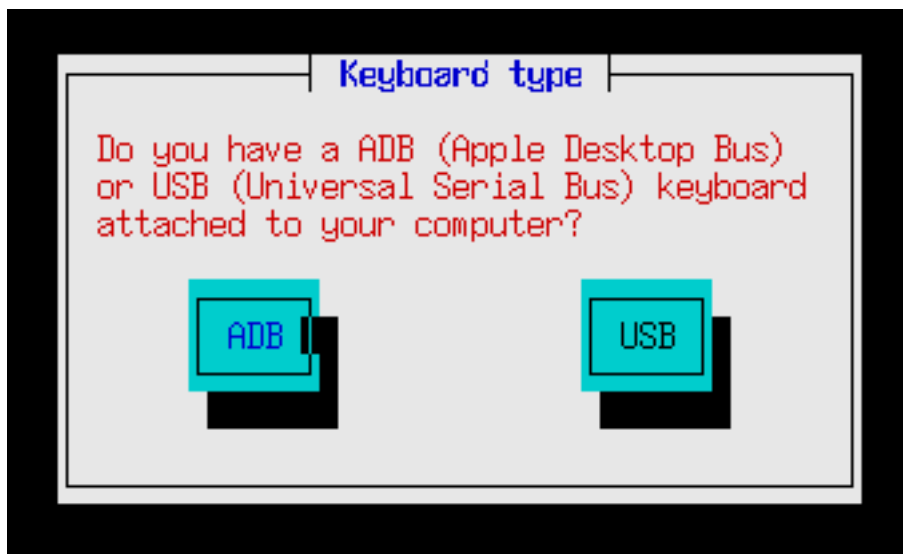 Keyboard type
Do you have a ADB (Apple Desktop Bus)
or USB (Universal Serial Bus) keyboard
attached to your computer?
ADB
USB